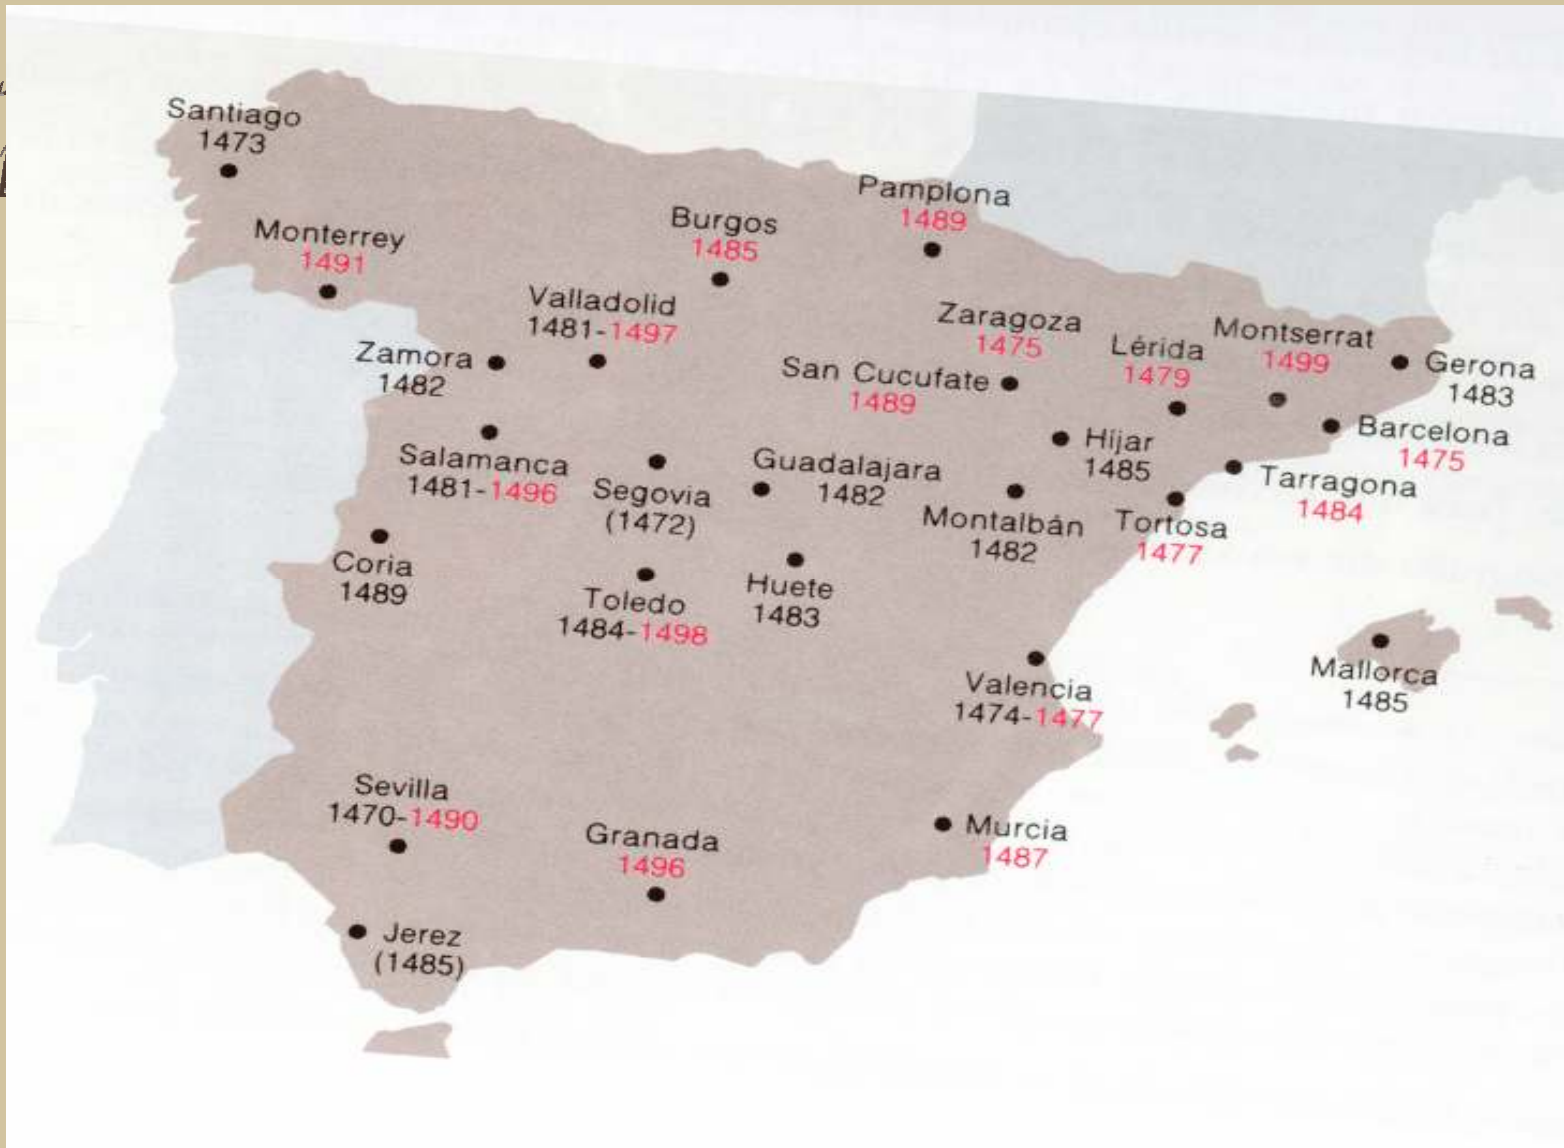 Santiago
1473
Monterrey
1491
Burgos
1485
Pamplona
1489
Valladolid
1481-1497
Zamora
1482
Zaragoza
1475
San Cucufate
1489
Lérida
1479
Montserrat
1499
Gerona
1483
Barcelona
1475
Tarragona
1484
Híjar
1485
Salamanca
1481-1496
Segovia
(1472)
Guadalajara
1482
Montalbán
1482
Tortosa
1477
Coria
1489
Toledo
1484-1498
Huete
1483
Valencia
1474-1477
Mallorca
1485
Sevilla
1470-1490
Granada
1496
Murcia
1487
Jerez
(1485)